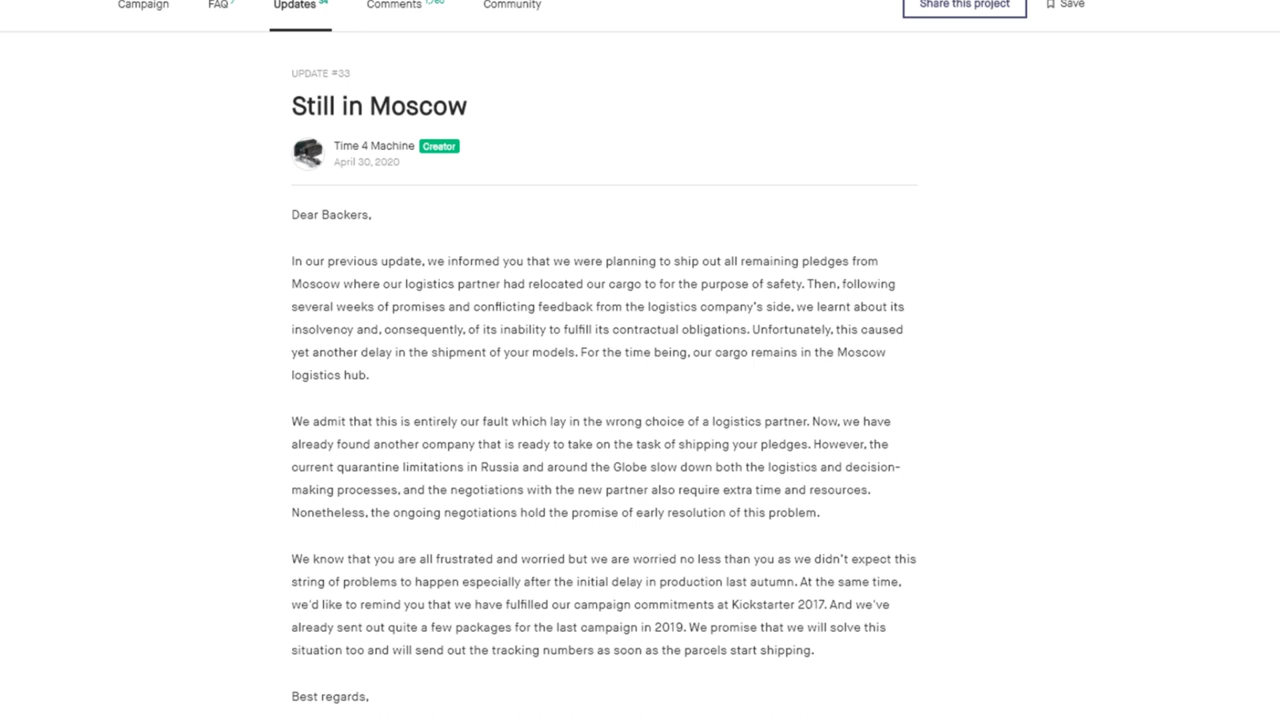 Campaign FAQ Updates 34 Comments Community Share this project Save
UPDATE #33
Still in Moscow
Time 4 Machine Creator
April 30, 2020
Dear Backers,
In our previous update, we informed you that we were planning to ship out all remaining pledges from
Moscow where our logistics partner had relocated our cargo to for the purpose of safety. Then, following
several weeks of promises and conflicting feedback from the logistics company's side, we learnt about its
insolvency and, consequently, of its inability to fulfill its contractual obligations. Unfortunately, this caused
yet another delay in the shipment of your models. For the time being, our cargo remains in the Moscow
logistics hub.
We admit that this is entirely our fault which lay in the wrong choice of a logistics partner. Now, we have
already found another company that is ready to take on the task of shipping your pledges. However, the
current quarantine limitations in Russia and around the Globe slow down both the logistics and decision-
making processes, and the negotiations with the new partner also require extra time and resources.
Nonetheless, the ongoing negotiations hold the promise of early resolution of this problem.
We know that you are all frustrated and worried but we are worried no less than you as we didn't expect this
string of problems to happen especially after the initial delay in production last autumn. At the same time,
we'd like to remind you that we have fulfilled our campaign commitments at Kickstarter 2017. And we've
already sent out quite a few packages for the last campaign in 2019. We promise that we will solve this
situation too and will send out the tracking numbers as soon as the parcels start shipping.
Best regards,